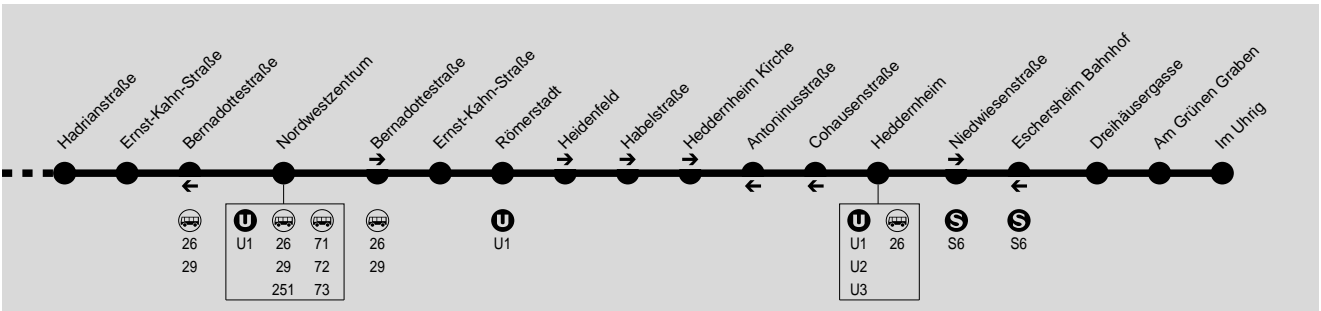 Hadrianstraße
Ernst-Kahn-Straße
Bernadottestraße
Nordwestzentrum
Bernadottestraße
Ernst-Kahn-Straße
Römerstadt
Heidenfeld
Habelstraße
Heddernheim Kirche
Antoninusstraße
Cohausenstraße
Heddernheim
Niedwiesenstraße
Eschersheim Bahnhof
Dreihäusergasse
Am Grünen Graben
Im Uhrig
U U U S S
26 U1 26 71 26 U1 U1 26 S6 S6
29 29 72 29 U2
251 73 U3